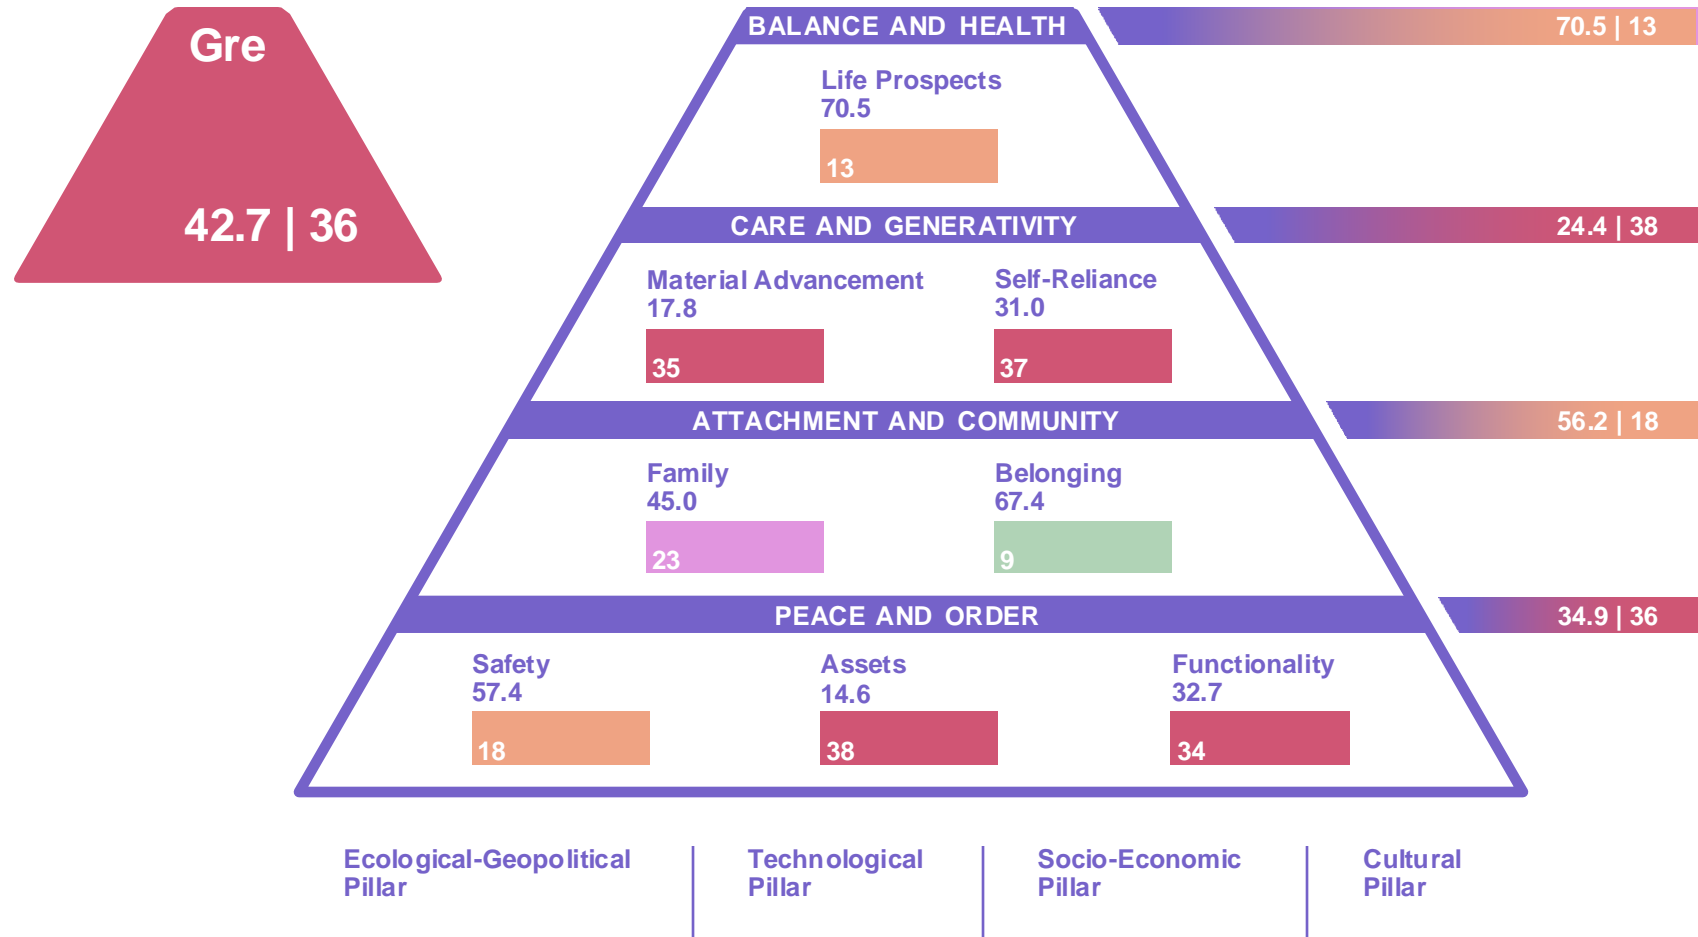 Gre
42.7 | 36
BALANCE AND HEALTH
70.5 | 13
Life Prospects
70.5
13
CARE AND GENERATIVITY
24.4 | 38
Material Advancement
17.8
35
Self-Reliance
31.0
37
ATTACHMENT AND COMMUNITY
56.2 | 18
Family
45.0
23
Belonging
67.4
9
PEACE AND ORDER
34.9 | 36
Safety
57.4
18
Assets
14.6
38
Functionality
32.7
34
Ecological-Geopolitical
Pillar
Technological
Pillar
Socio-Economic
Pillar
Cultural
Pillar